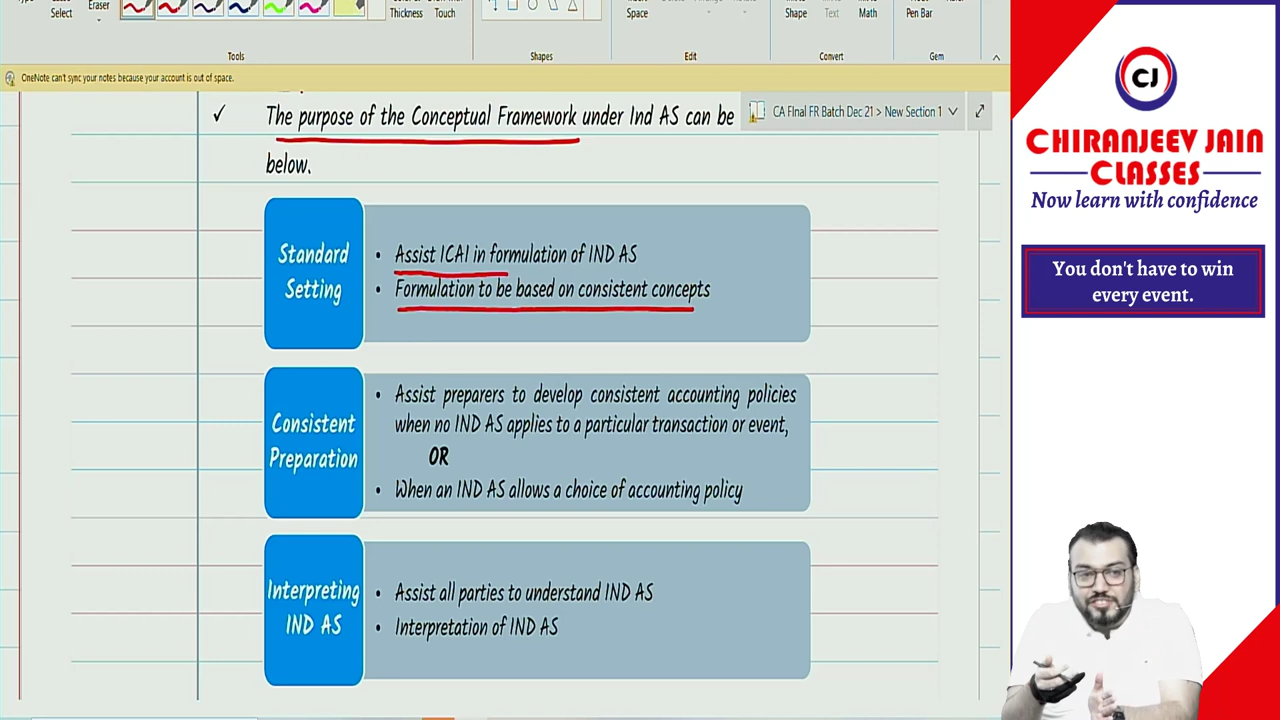 Select
Eraser
Thickness
Touch
Space
Shape
Text
Math
Pen Bar
Tools
Shapes
Edit
Convert
Gem
OneNote can't sync your notes because your account is out of space.
CA FInal FR Batch Dec 21 > New Section 1
✓ The purpose of the Conceptual Framework under Ind AS can be
below.
Standard
Setting
• Assist ICAI in formulation of IND AS
• Formulation to be based on consistent concepts
Consistent
Preparation
• Assist preparers to develop consistent accounting policies
when no IND AS applies to a particular transaction or event,
OR
• When an IND AS allows a choice of accounting policy
Interpreting
IND AS
• Assist all parties to understand IND AS
• Interpretation of IND AS
CJ
CHIRANJEEV JAIN
CLASSES
Now learn with confidence
You don't have to win
every event.